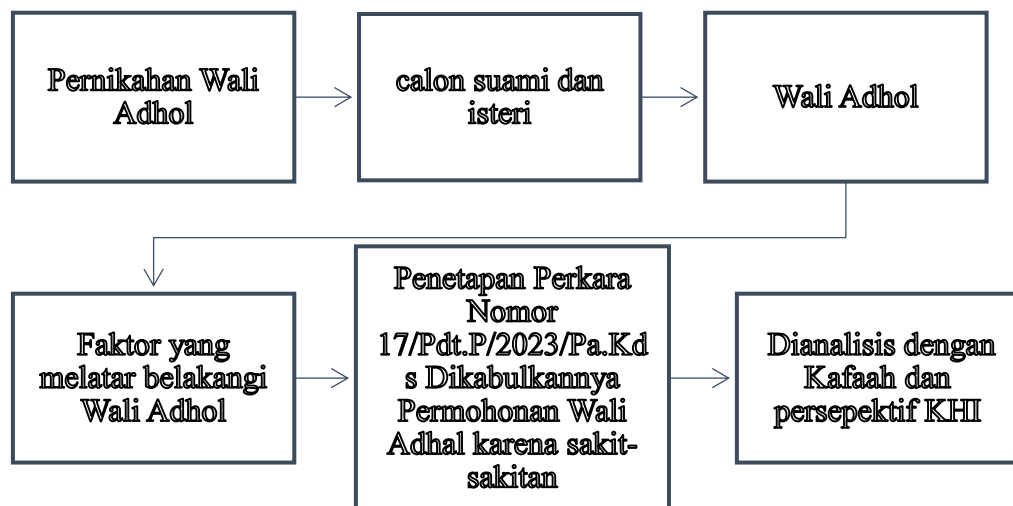 Pernikahan Wali
Adhol
calon suami dan
isteri
Wali Adhol
Faktor yang
melatar belakangi
Wali Adhol
Penetapan Perkara
Nomor
17/Pdt.P/2023/Pa.Kd
s Dikabulkannya
Permohonan Wali
Adhal karena sakit-
sakitan
Dianalisis dengan
Kafaah dan
persepektif KHI